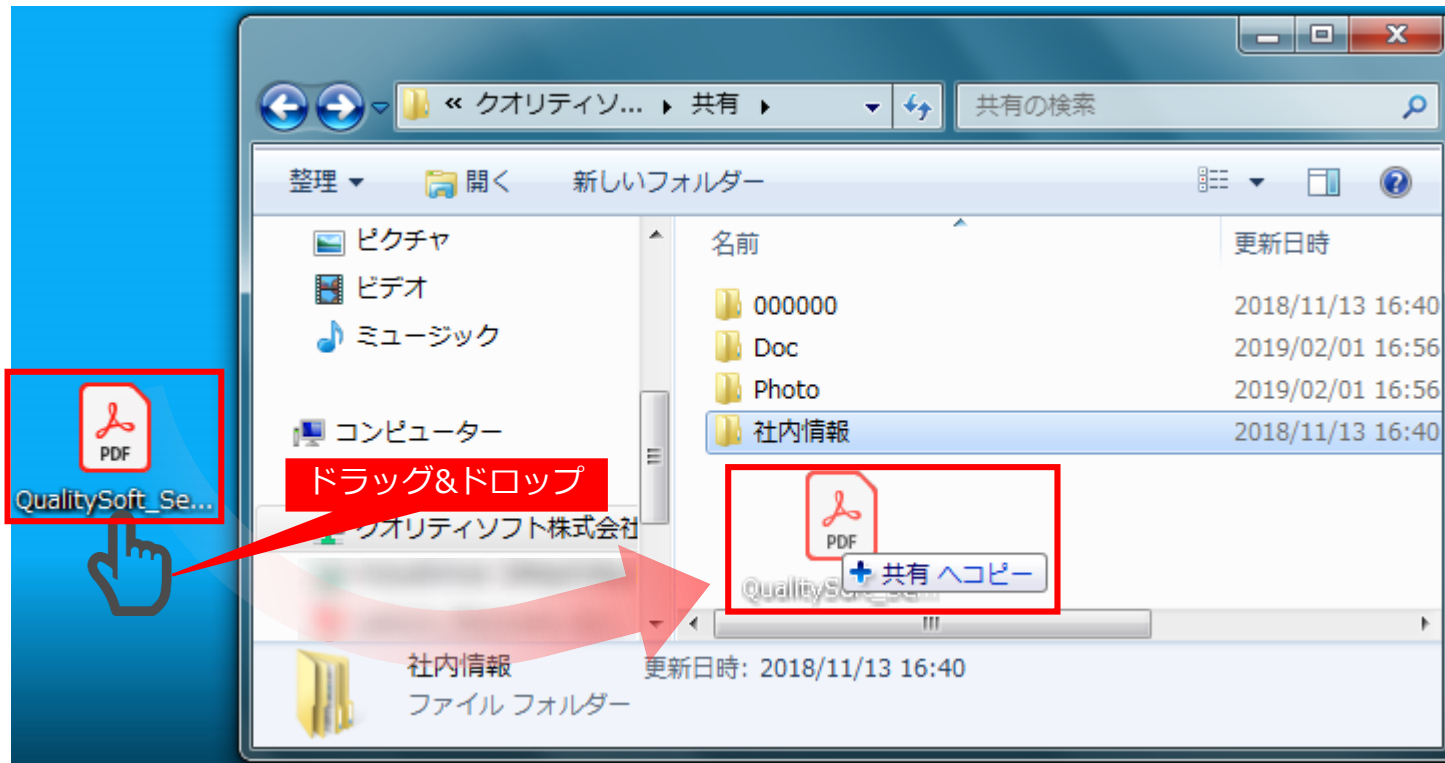 « クオリティソ... ▸ 共有 ▸
共有の検索
整理 ▼ 開く 新しいフォルダー
ピクチャ
ビデオ
ミュージック
コンピューター
クオリティソフト株式会社
名前 更新日時
000000 2018/11/13 16:40
Doc 2019/02/01 16:56
Photo 2019/02/01 16:56
社内情報 2018/11/13 16:40
PDF
QualitySoft_Se...
ドラッグ&ドロップ
PDF
共有 へコピー
QualitySoft_Se...
社内情報 更新日時: 2018/11/13 16:40
ファイル フォルダー